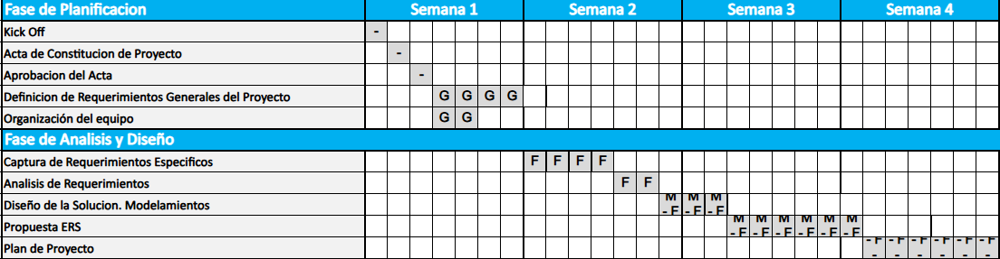 Fase de Planificacion Semana 1 Semana 2 Semana 3 Semana 4
Kick Off -
Acta de Constitucion de Proyecto -
Aprobacion del Acta -
Definicion de Requerimientos Generales del Proyecto G G G G
Organización del equipo G G
Fase de Analisis y Diseño
Captura de Requerimientos Especificos F F F F
Analisis de Requerimientos F F
Diseño de la Solucion. Modelamientos M - F M - F M - F
Propuesta ERS M - F M - F M - F M - F M - F M - F
Plan de Proyecto - F - - F - - F - - F - - F - - F -